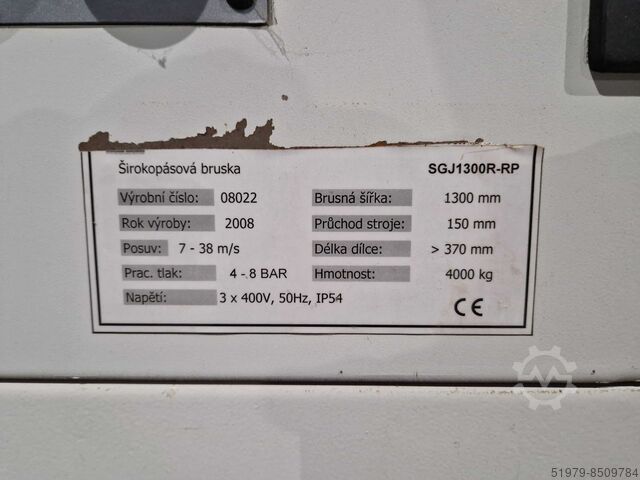 Širokopásová bruska SGJ1300R-RP
Výrobní číslo: 08022 Brusná šířka: 1300 mm
Rok výroby: 2008 Průchod stroje: 150 mm
Posuv: 7 - 38 m/s Délka dílce: > 370 mm
Prac. tlak: 4 - 8 BAR Hmotnost: 4000 kg
Napětí: 3 x 400V, 50Hz, IP54 CE
51979-8509784